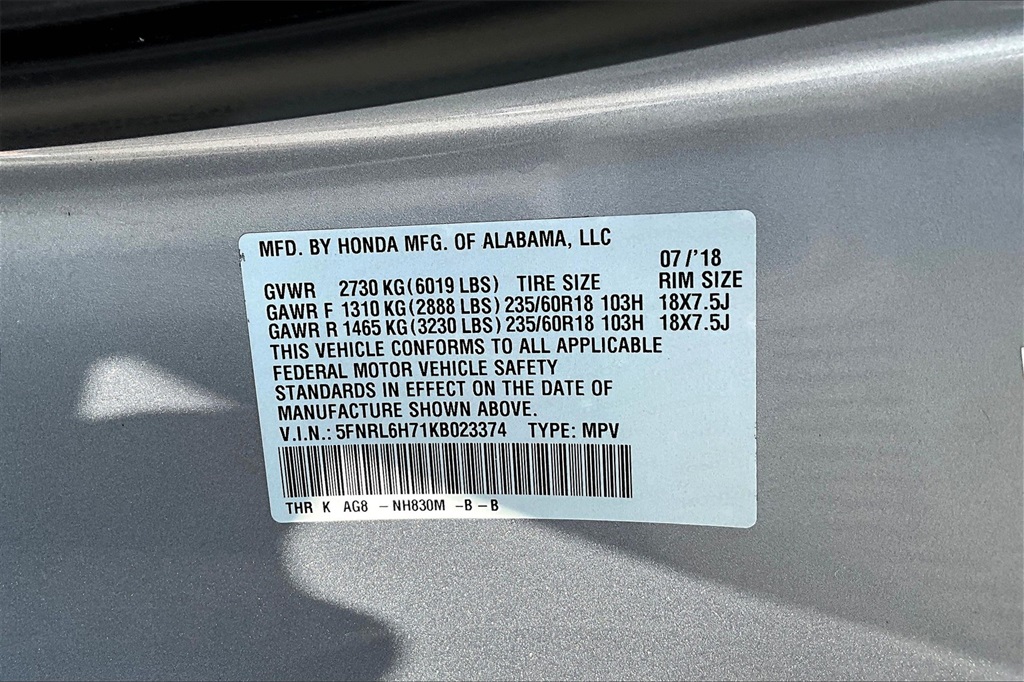 MFD. BY HONDA MFG. OF ALABAMA, LLC
07/'18
GVWR 2730 KG(6019 LBS) TIRE SIZE RIM SIZE
GAWR F 1310 KG(2888 LBS) 235/60R18 103H 18X7.5J
GAWR R 1465 KG(3230 LBS) 235/60R18 103H 18X7.5J
THIS VEHICLE CONFORMS TO ALL APPLICABLE
FEDERAL MOTOR VEHICLE SAFETY
STANDARDS IN EFFECT ON THE DATE OF
MANUFACTURE SHOWN ABOVE.
V.I.N.: 5FNRL6H71KB023374 TYPE: MPV
THR K AG8 – NH830M –B –B